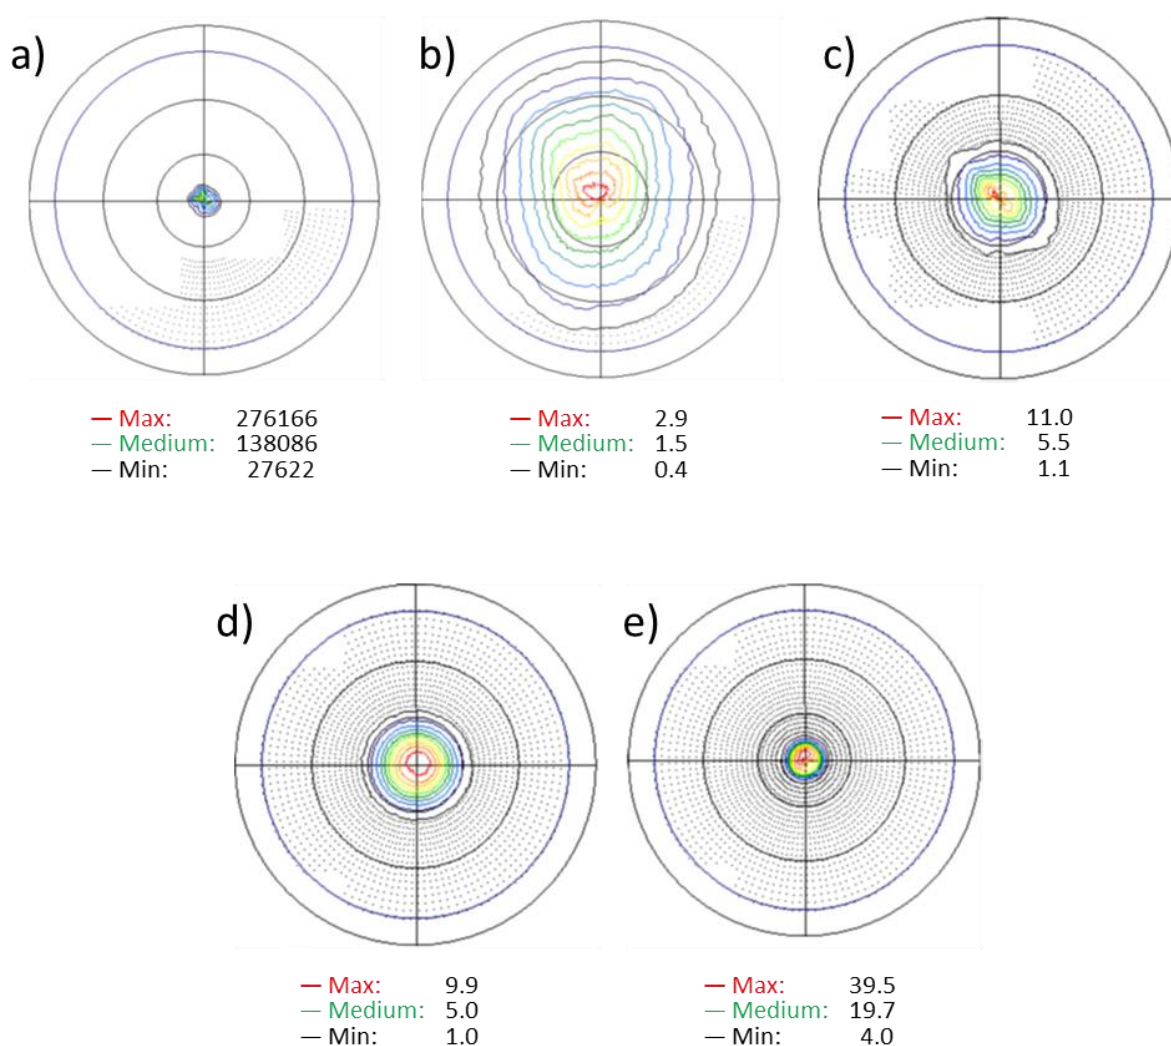 a)
b)
c)
— Max: 276166
— Medium: 138086
— Min: 27622
— Max: 2.9
— Medium: 1.5
— Min: 0.4
— Max: 11.0
— Medium: 5.5
— Min: 1.1
d)
e)
— Max: 9.9
— Medium: 5.0
— Min: 1.0
— Max: 39.5
— Medium: 19.7
— Min: 4.0